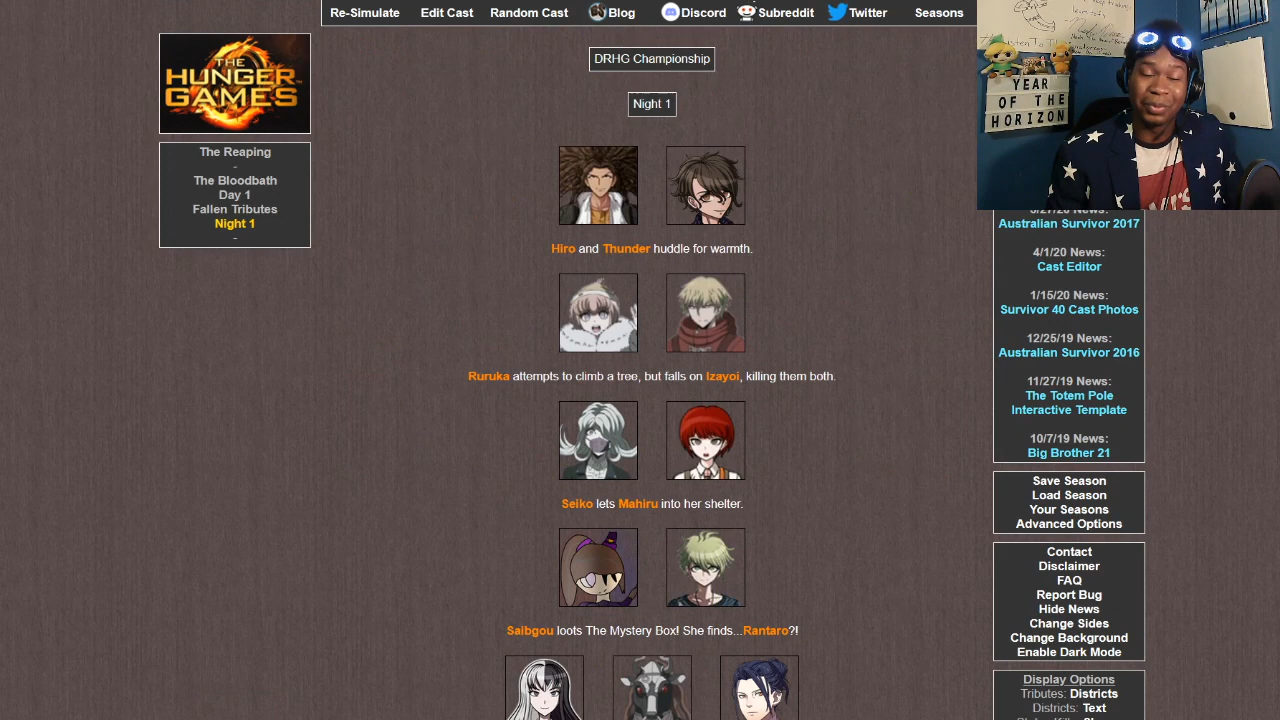 Re-Simulate Edit Cast Random Cast Blog Discord Subreddit Twitter Seasons
THE HUNGER GAMES
The Reaping
-
The Bloodbath
Day 1
Fallen Tributes
Night 1
-
DRHG Championship
Night 1
Hiro and Thunder huddle for warmth.
Ruruka attempts to climb a tree, but falls on Izayoi, killing them both.
Seiko lets Mahiru into her shelter.
Saibgou loots The Mystery Box! She finds...Rantaro?!
YEAR
OF THE
HORIZON
Australian Survivor 2017
4/1/20 News:
Cast Editor
1/15/20 News:
Survivor 40 Cast Photos
12/25/19 News:
Australian Survivor 2016
11/27/19 News:
The Totem Pole
Interactive Template
10/7/19 News:
Big Brother 21
Save Season
Load Season
Your Seasons
Advanced Options
Contact
Disclaimer
FAQ
Report Bug
Hide News
Change Sides
Change Background
Enable Dark Mode
Display Options
Tributes: Districts
Districts: Text